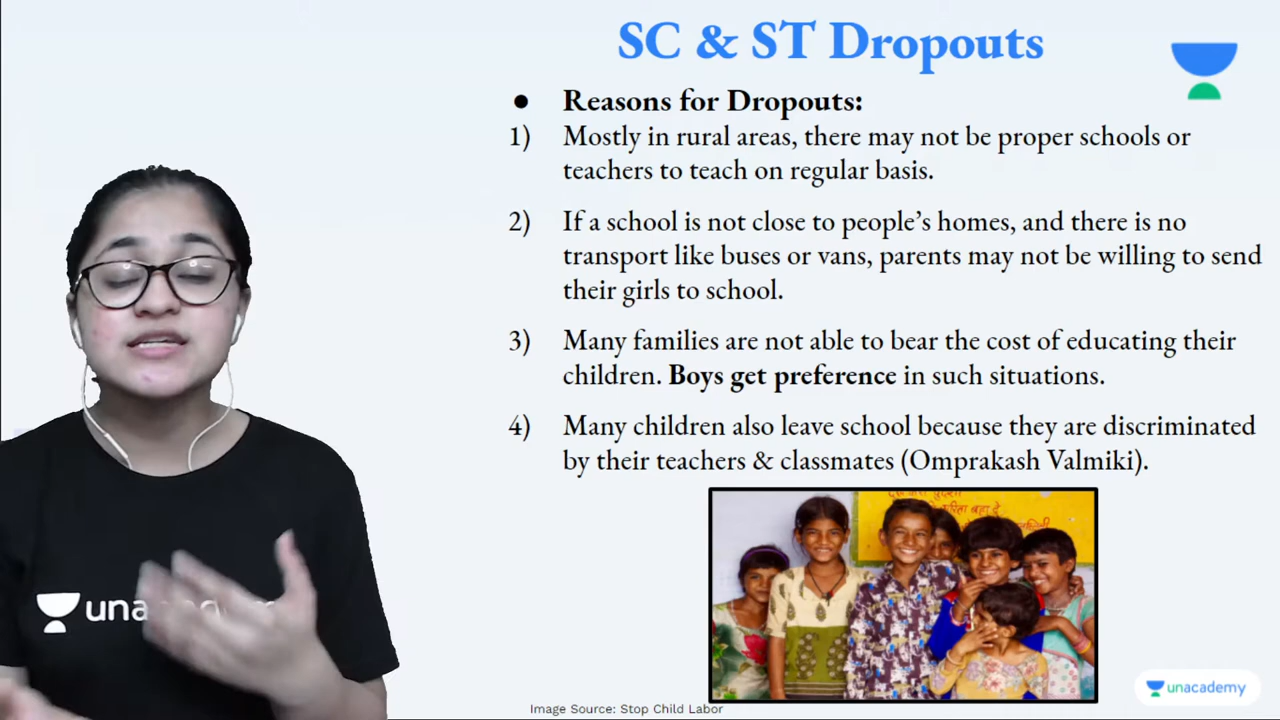 SC & ST Dropouts
● Reasons for Dropouts:
1) Mostly in rural areas, there may not be proper schools or
teachers to teach on regular basis.
2) If a school is not close to people’s homes, and there is no
transport like buses or vans, parents may not be willing to send
their girls to school.
3) Many families are not able to bear the cost of educating their
children. Boys get preference in such situations.
4) Many children also leave school because they are discriminated
by their teachers & classmates (Omprakash Valmiki).
Image Source: Stop Child Labor
unacademy